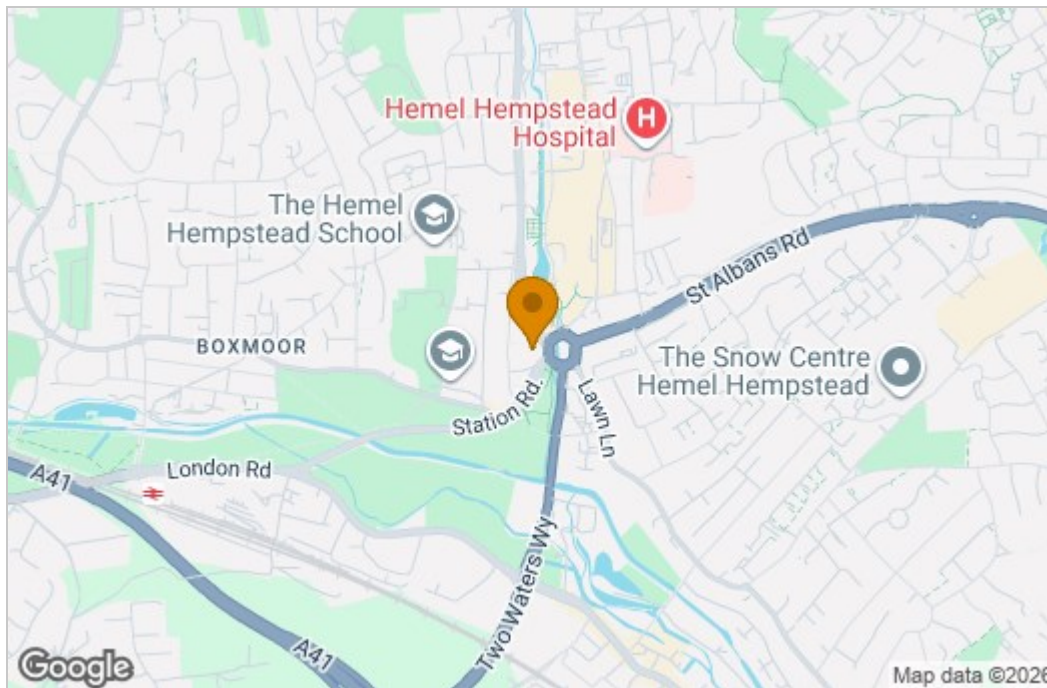 Hemel Hempstead
Hospital
H
The Hemel
Hempstead School
St Albans Rd
BOXMOOR
The Snow Centre
Hemel Hempstead
Station Rd.
Lawn Ln
London Rd
A41
Two Waters Wy
A41
Google
Map data ©2026